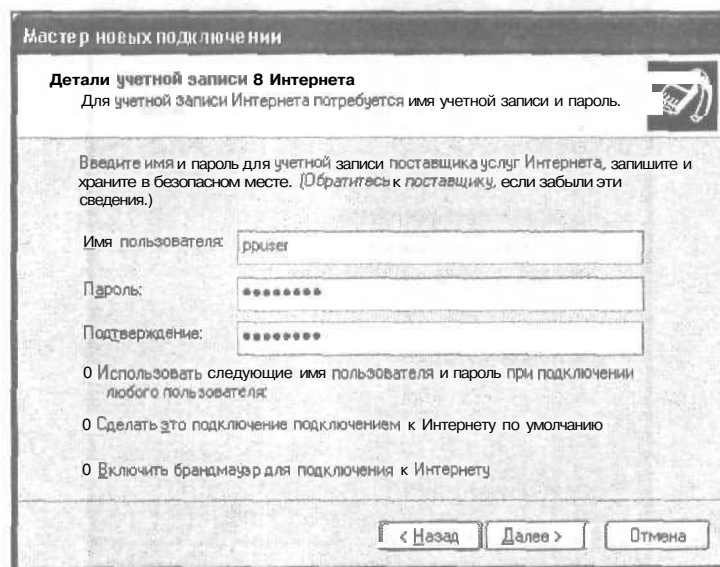 Мастер новых подключении
Детали учетной записи 8 Интернета
Для учетной записи Интернета потребуется имя учетной записи и пароль.
Введите имя и пароль для учетной записи поставщика услуг Интернета, запишите и
храните в безопасном месте. (Обратитесь к поставщику, если забыли эти
сведения.)
Имя пользователя: ppuser
Пароль: ••••••••
Подтверждение: ••••••••
0 Использовать следующие имя пользователя и пароль при подключении
любого пользователя:
0 Сделать это подключение подключением к Интернету по умолчанию
0 Включить брандмауэр для подключения к Интернету
< Назад Далее > Отмена